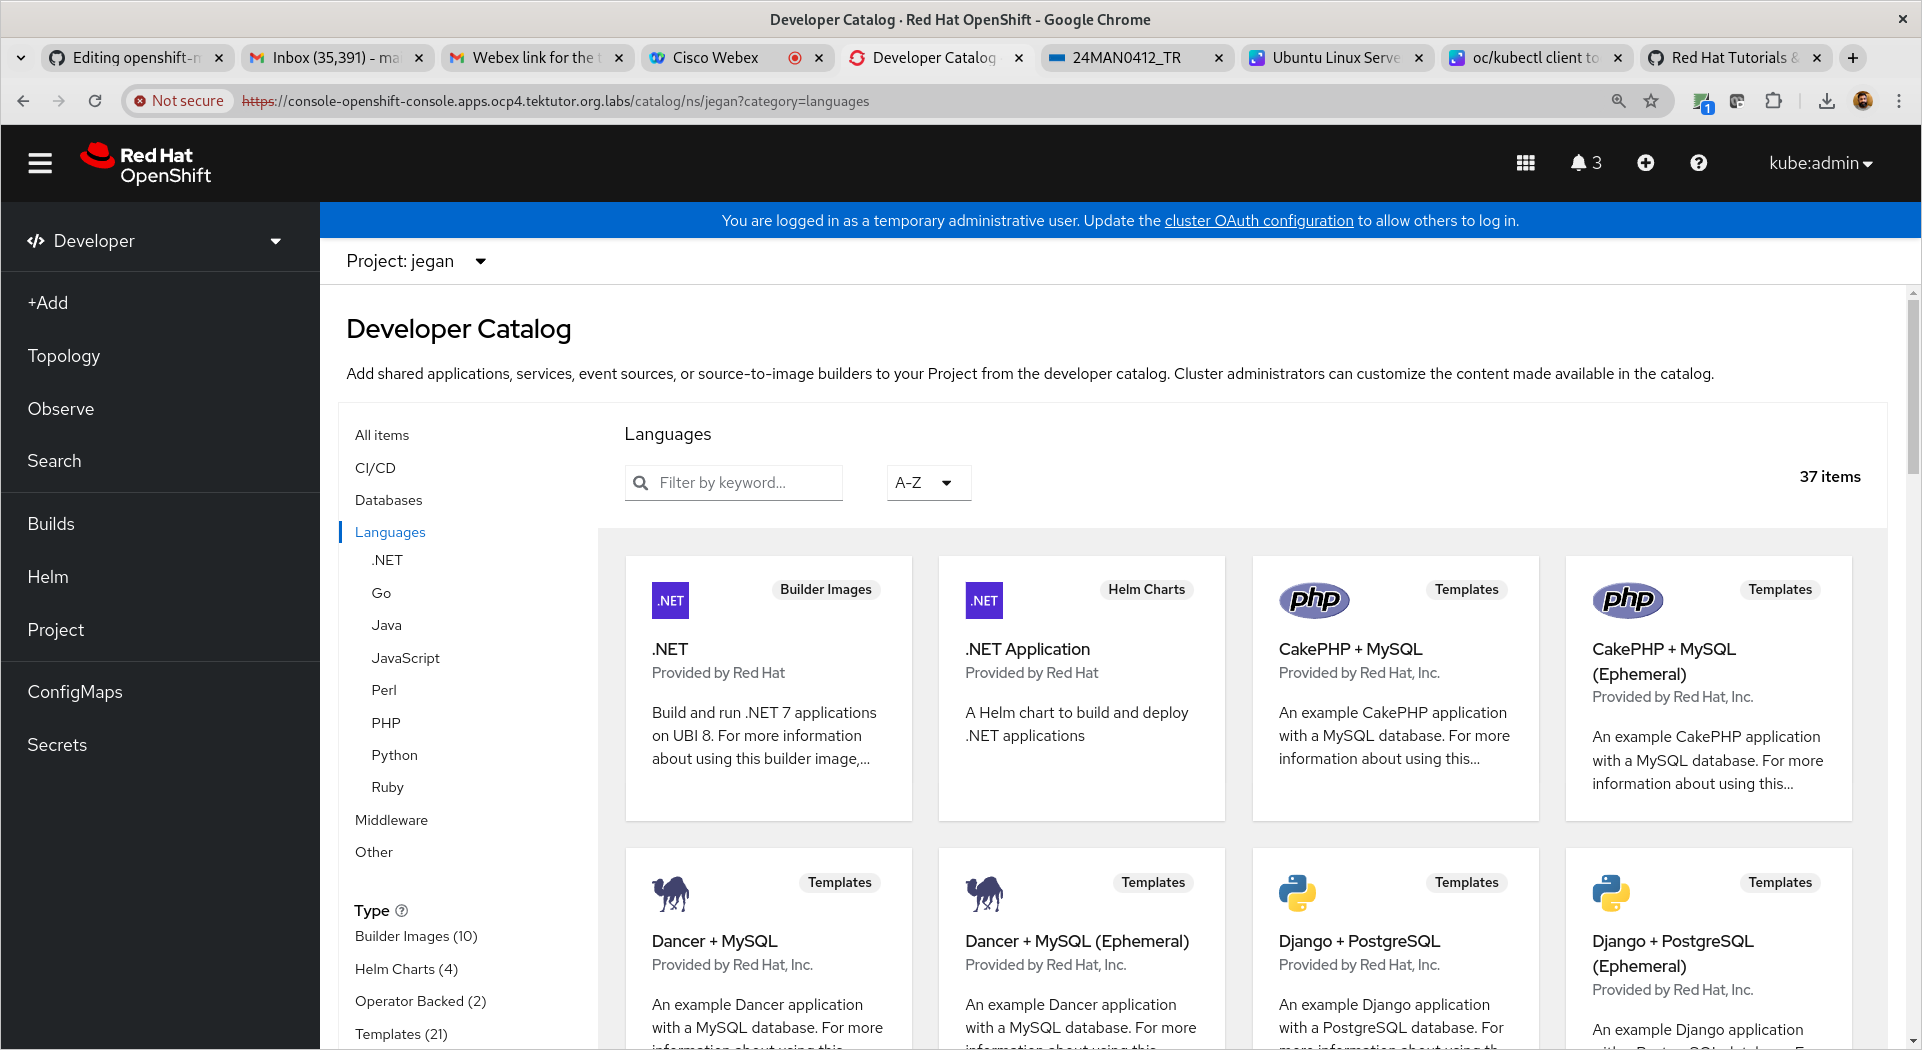 Developer Catalog · Red Hat OpenShift - Google Chrome
Editing openshift-m
Inbox (35,391) - ma
Webex link for the t
Cisco Webex
Developer Catalog
24MAN0412_TR
Ubuntu Linux Serve
oc/kubectl client to
Red Hat Tutorials &
Not secure
https://console-openshift-console.apps.ocp4.tektutor.org.labs/catalog/ns/jegan?category=languages
1
Red Hat
OpenShift
3
kube:admin
You are logged in as a temporary administrative user. Update the cluster OAuth configuration to allow others to log in.
Developer
+Add
Topology
Observe
Search
Builds
Helm
Project
ConfigMaps
Secrets
Project: jegan
Developer Catalog
Add shared applications, services, event sources, or source-to-image builders to your Project from the developer catalog. Cluster administrators can customize the content made available in the catalog.
All items
CI/CD
Databases
Languages
.NET
Go
Java
JavaScript
Perl
PHP
Python
Ruby
Middleware
Other
Type
Builder Images (10)
Helm Charts (4)
Operator Backed (2)
Templates (21)
Languages
Filter by keyword...
A-Z
37 items
.NET
Builder Images
.NET
Provided by Red Hat
Build and run .NET 7 applications
on UBI 8. For more information
about using this builder image,...
.NET
Helm Charts
.NET Application
Provided by Red Hat
A Helm chart to build and deploy
.NET applications
php
Templates
CakePHP + MySQL
Provided by Red Hat, Inc.
An example CakePHP application
with a MySQL database. For more
information about using this...
php
Templates
CakePHP + MySQL
(Ephemeral)
Provided by Red Hat, Inc.
An example CakePHP application
with a MySQL database. For more
information about using this...
Templates
Dancer + MySQL
Provided by Red Hat, Inc.
An example Dancer application
with a MySQL database. For more
Templates
Dancer + MySQL (Ephemeral)
Provided by Red Hat, Inc.
An example Dancer application
with a MySQL database. For more
Templates
Django + PostgreSQL
Provided by Red Hat, Inc.
An example Django application
with a PostgreSQL database. For
Templates
Django + PostgreSQL
(Ephemeral)
Provided by Red Hat, Inc.
An example Django application